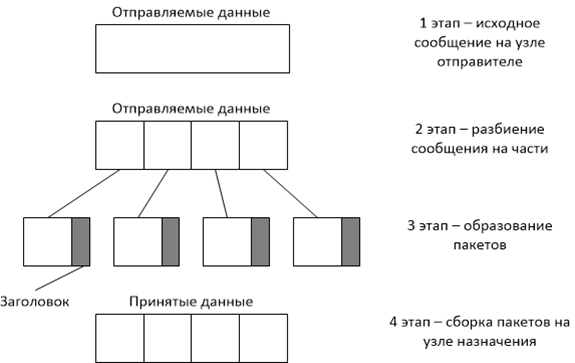 Отправляемые данные
1 этап – исходное
сообщение на узле
отправителе
Отправляемые данные
2 этап – разбиение
сообщения на части
3 этап – образование
пакетов
Заголовок
Принятые данные
4 этап – сборка пакетов на
узле назначения